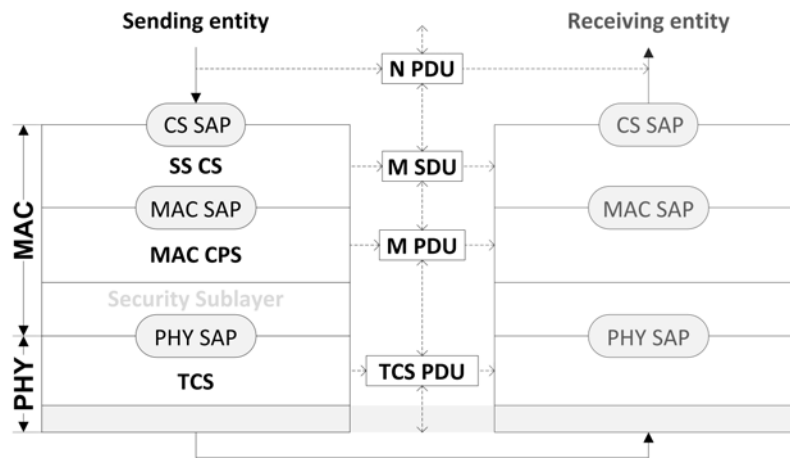 Sending entity
Receiving entity
N PDU
CS SAP
CS SAP
SS CS
M SDU
MAC SAP
MAC SAP
MAC
MAC CPS
M PDU
Security Sublayer
PHY SAP
PHY SAP
PHY
TCS
TCS PDU